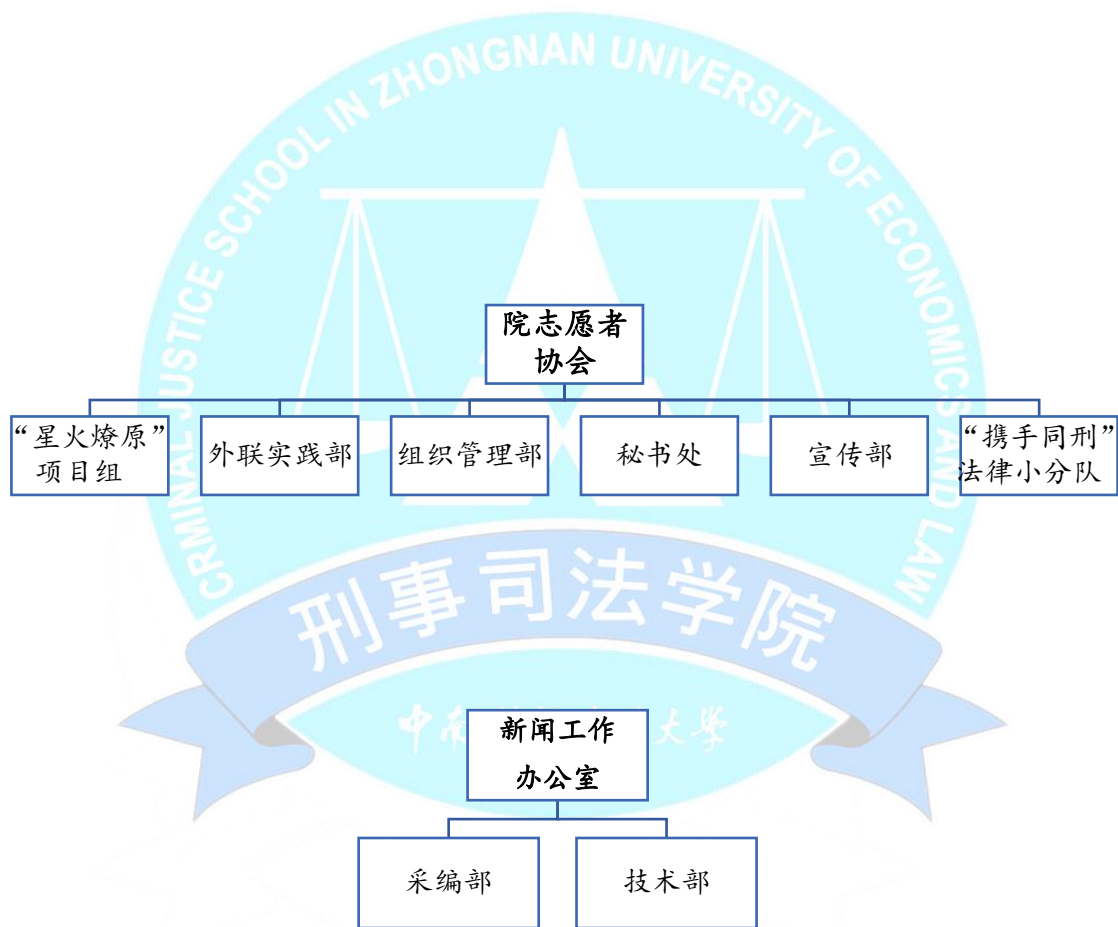 CRMINAL JUSTICE SCHOOL IN ZHONGNAN UNIVERSITY OF ECONOMICS AND LAW
院志愿者
协会
“星火燎原”
项目组
外联实践部
组织管理部
秘书处
宣传部
“携手同刑”
法律小分队
刑事司法学院
中南
大学
新闻工作
办公室
采编部
技术部